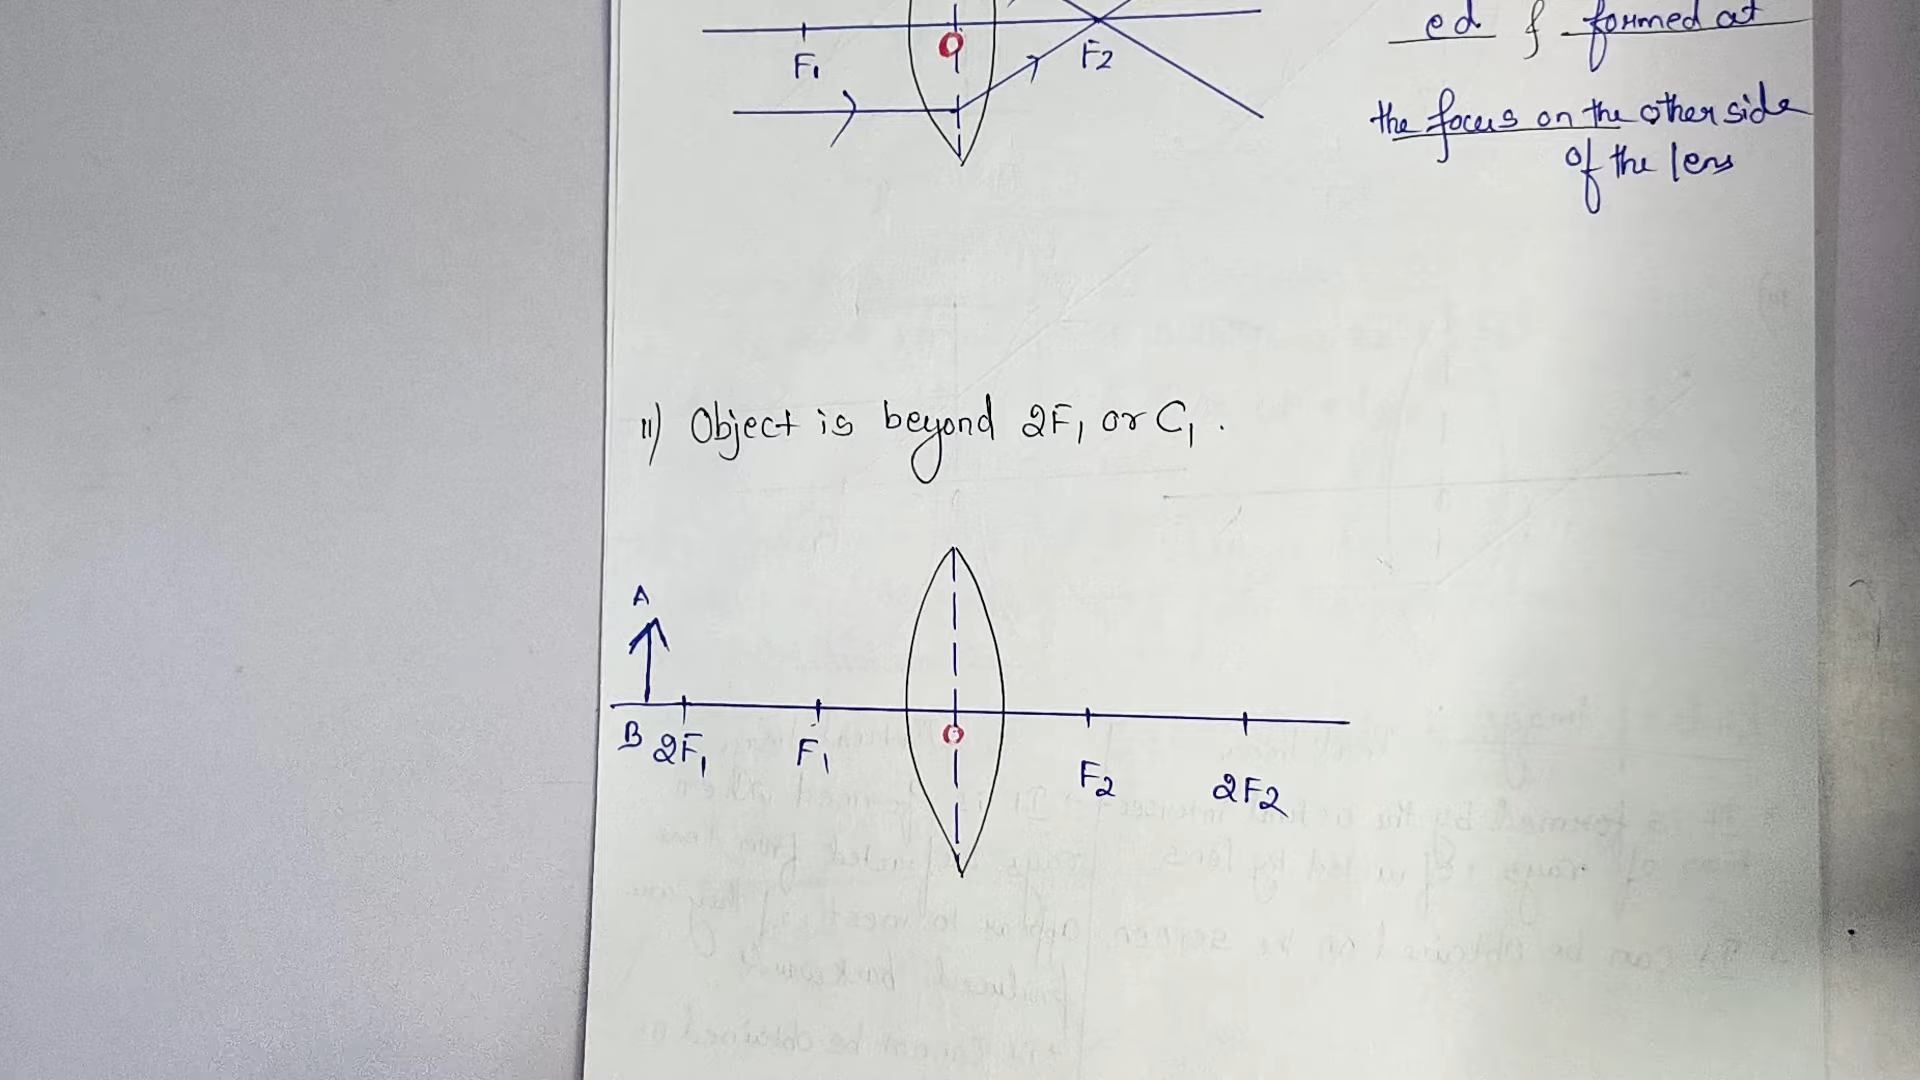 ed & formed at
O
F1
F2
the focus on the other side
of the lens
II) Object is beyond 2F1 or C1.
A
B 2F1 F1 O F2 2F2